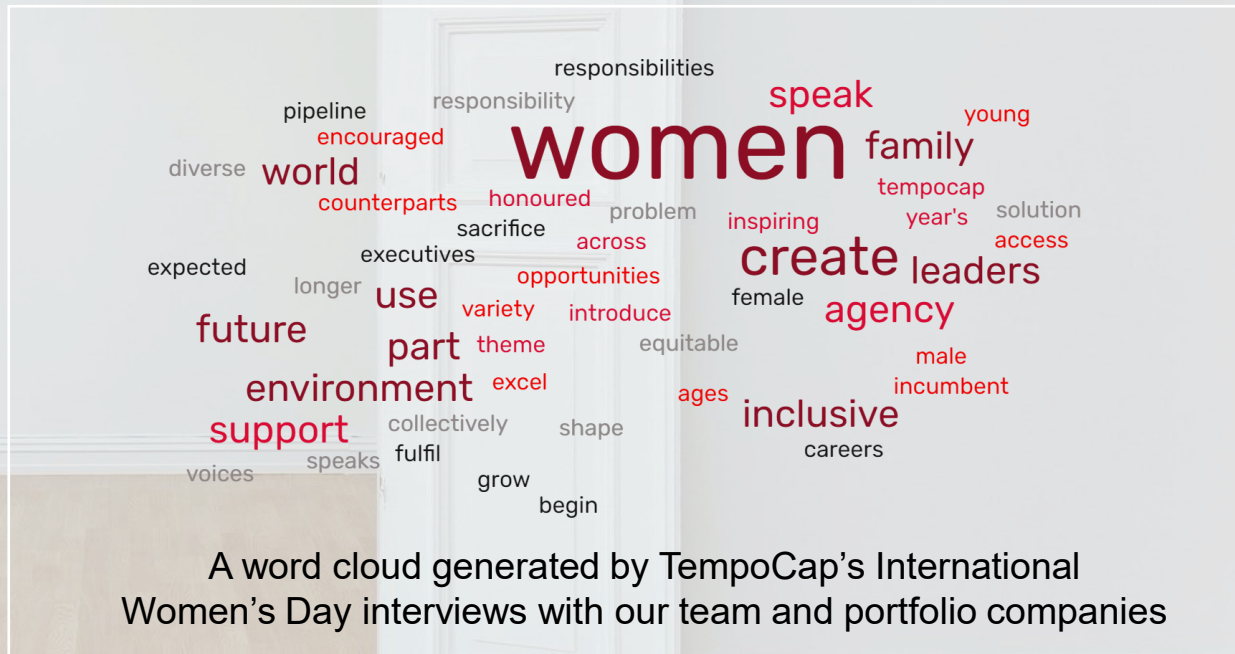 responsibilities
speak
pipeline
responsibility
young
encouraged
women
family
diverse
world
tempocap
counterparts
honoured
problem
year's
solution
sacrifice
inspiring
across
access
executives
create
leaders
expected
opportunities
longer
use
female
variety
introduce
agency
future
part
theme
equitable
male
environment
excel
ages
incumbent
inclusive
support
collectively
shape
careers
speaks
fulfil
voices
grow
begin
A word cloud generated by TempoCap’s International
Women’s Day interviews with our team and portfolio companies